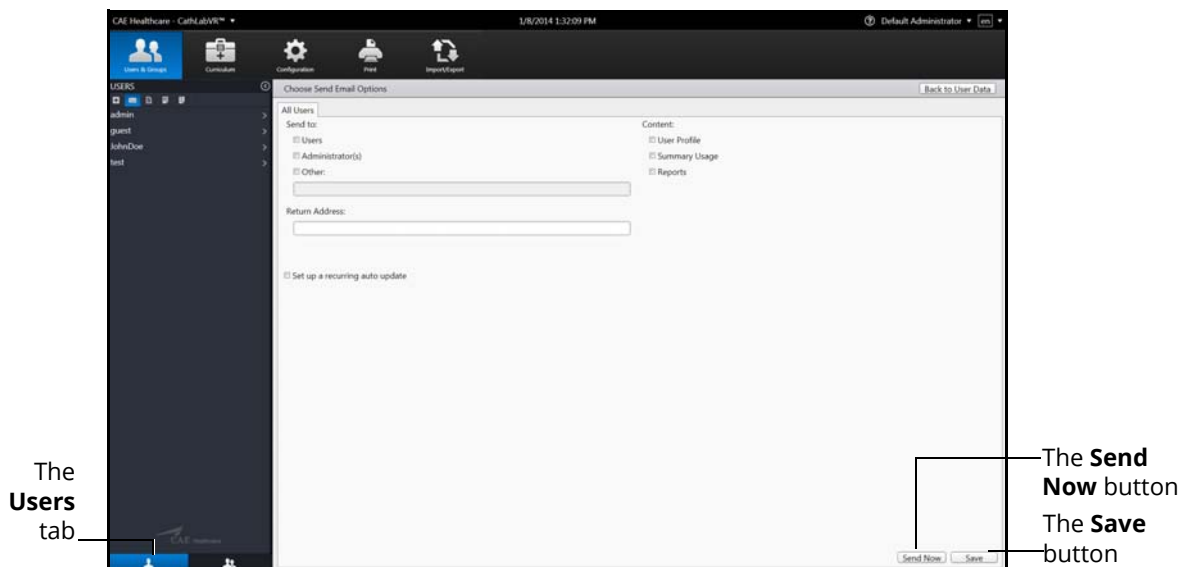 CAE Healthcare - CathLabVR™
1/8/2014 1:32:09 PM
Default Administrator
en
Users & Groups
Curriculum
Configuration
Print
Import/Export
USERS
admin
guest
JohnDoe
test
Choose Send Email Options
Back to User Data
All Users
Send to:
Users
Administrator(s)
Other:
Return Address:
Set up a recurring auto update
Content:
User Profile
Summary Usage
Reports
CAE Healthcare
Send Now
Save
The
Users
tab
The Send
Now button
The Save
button